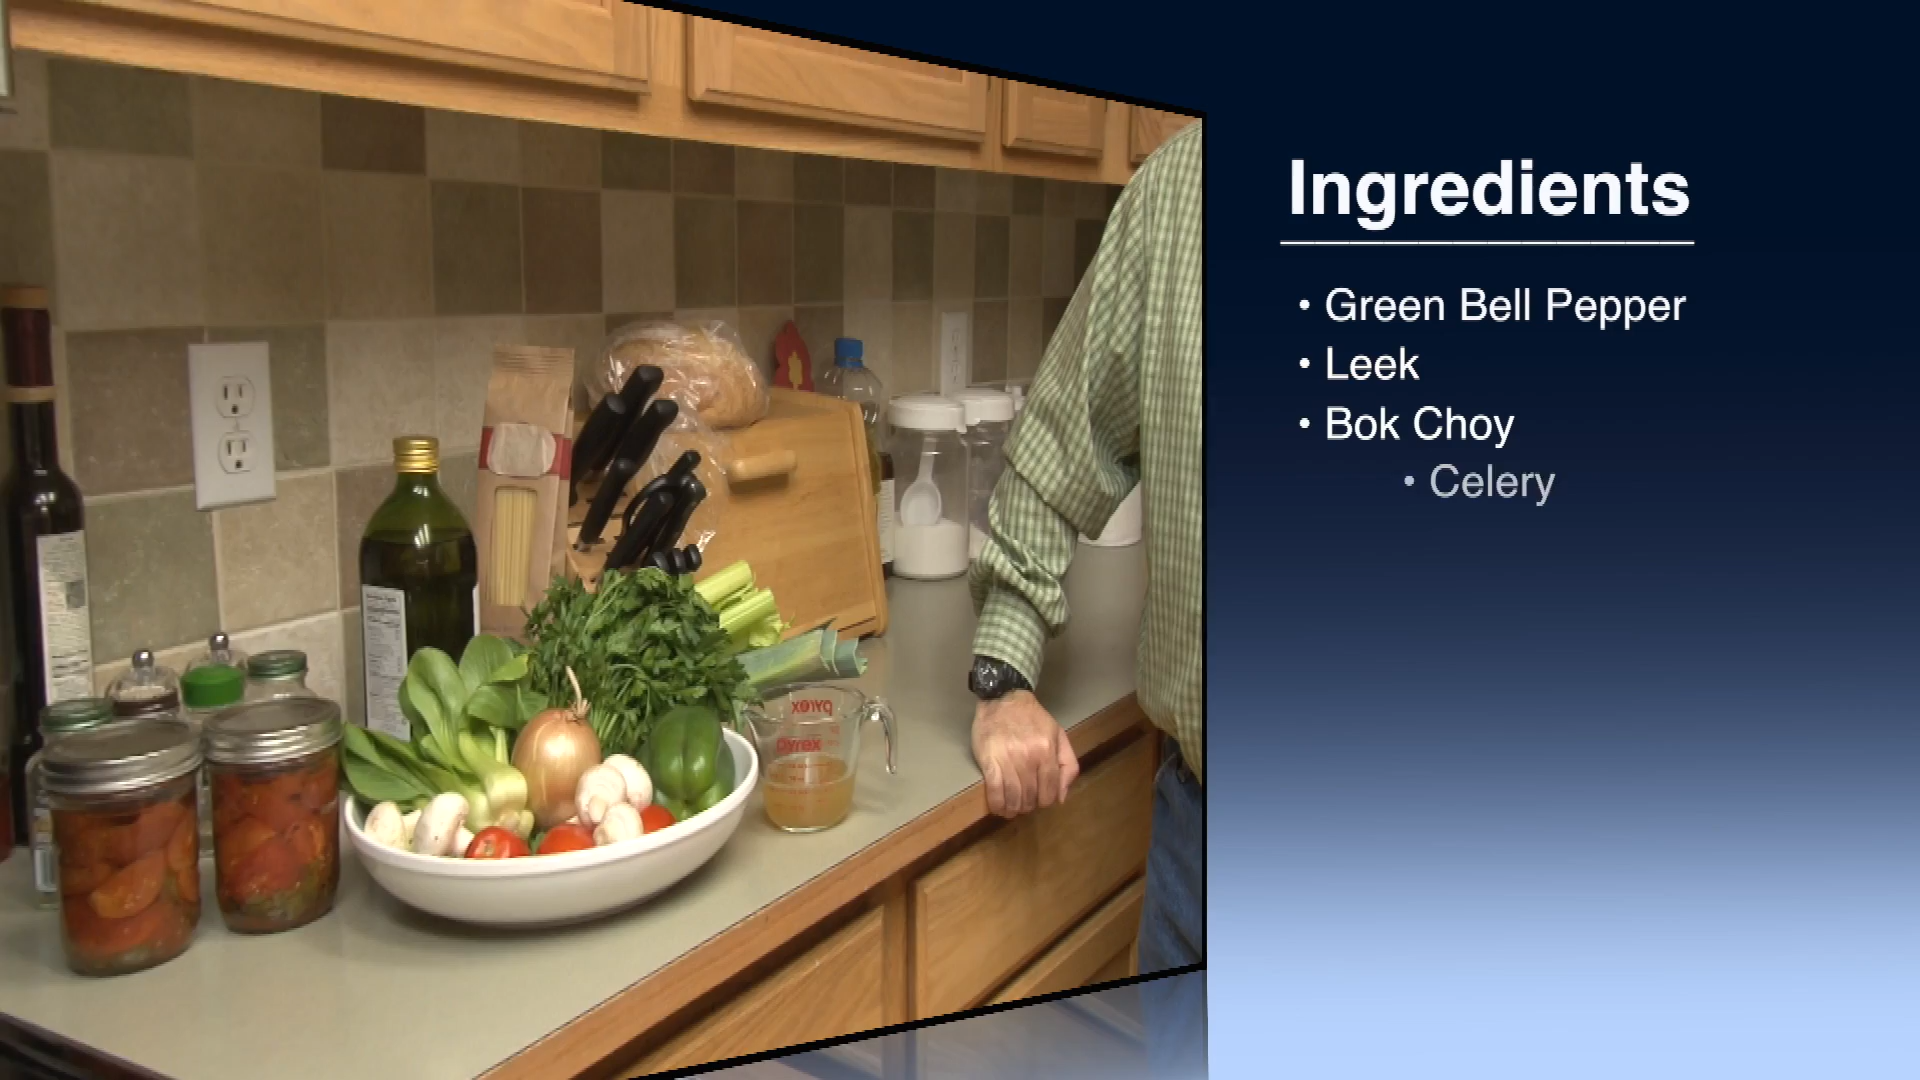 Ingredients
• Green Bell Pepper
• Leek
• Bok Choy
• Celery
PYREX
PYREX